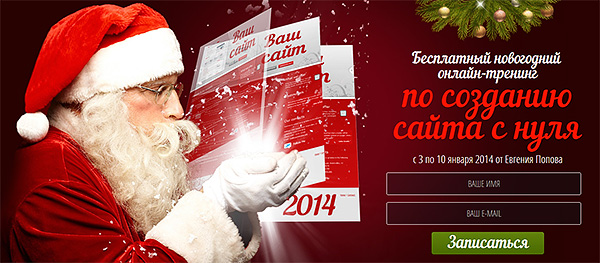 Ваш
сайт
Ваш
сайт
2014
Бесплатный новогодний
онлайн-тренинг
по созданию
сайта с нуля
с 3 по 10 января 2014 от Евгения Попова
ВАШЕ ИМЯ
ВАШ E-MAIL
Записаться